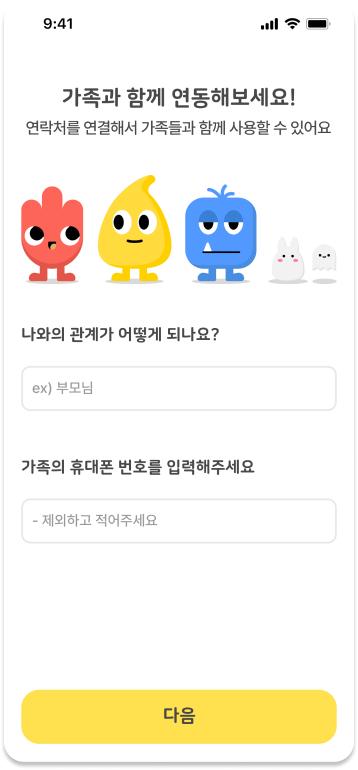 9:41
가족과 함께 연동해보세요!
연락처를 연결해서 가족들과 함께 사용할 수 있어요
나와의 관계가 어떻게 되나요?
ex) 부모님
가족의 휴대폰 번호를 입력해주세요
- 제외하고 적어주세요
다음